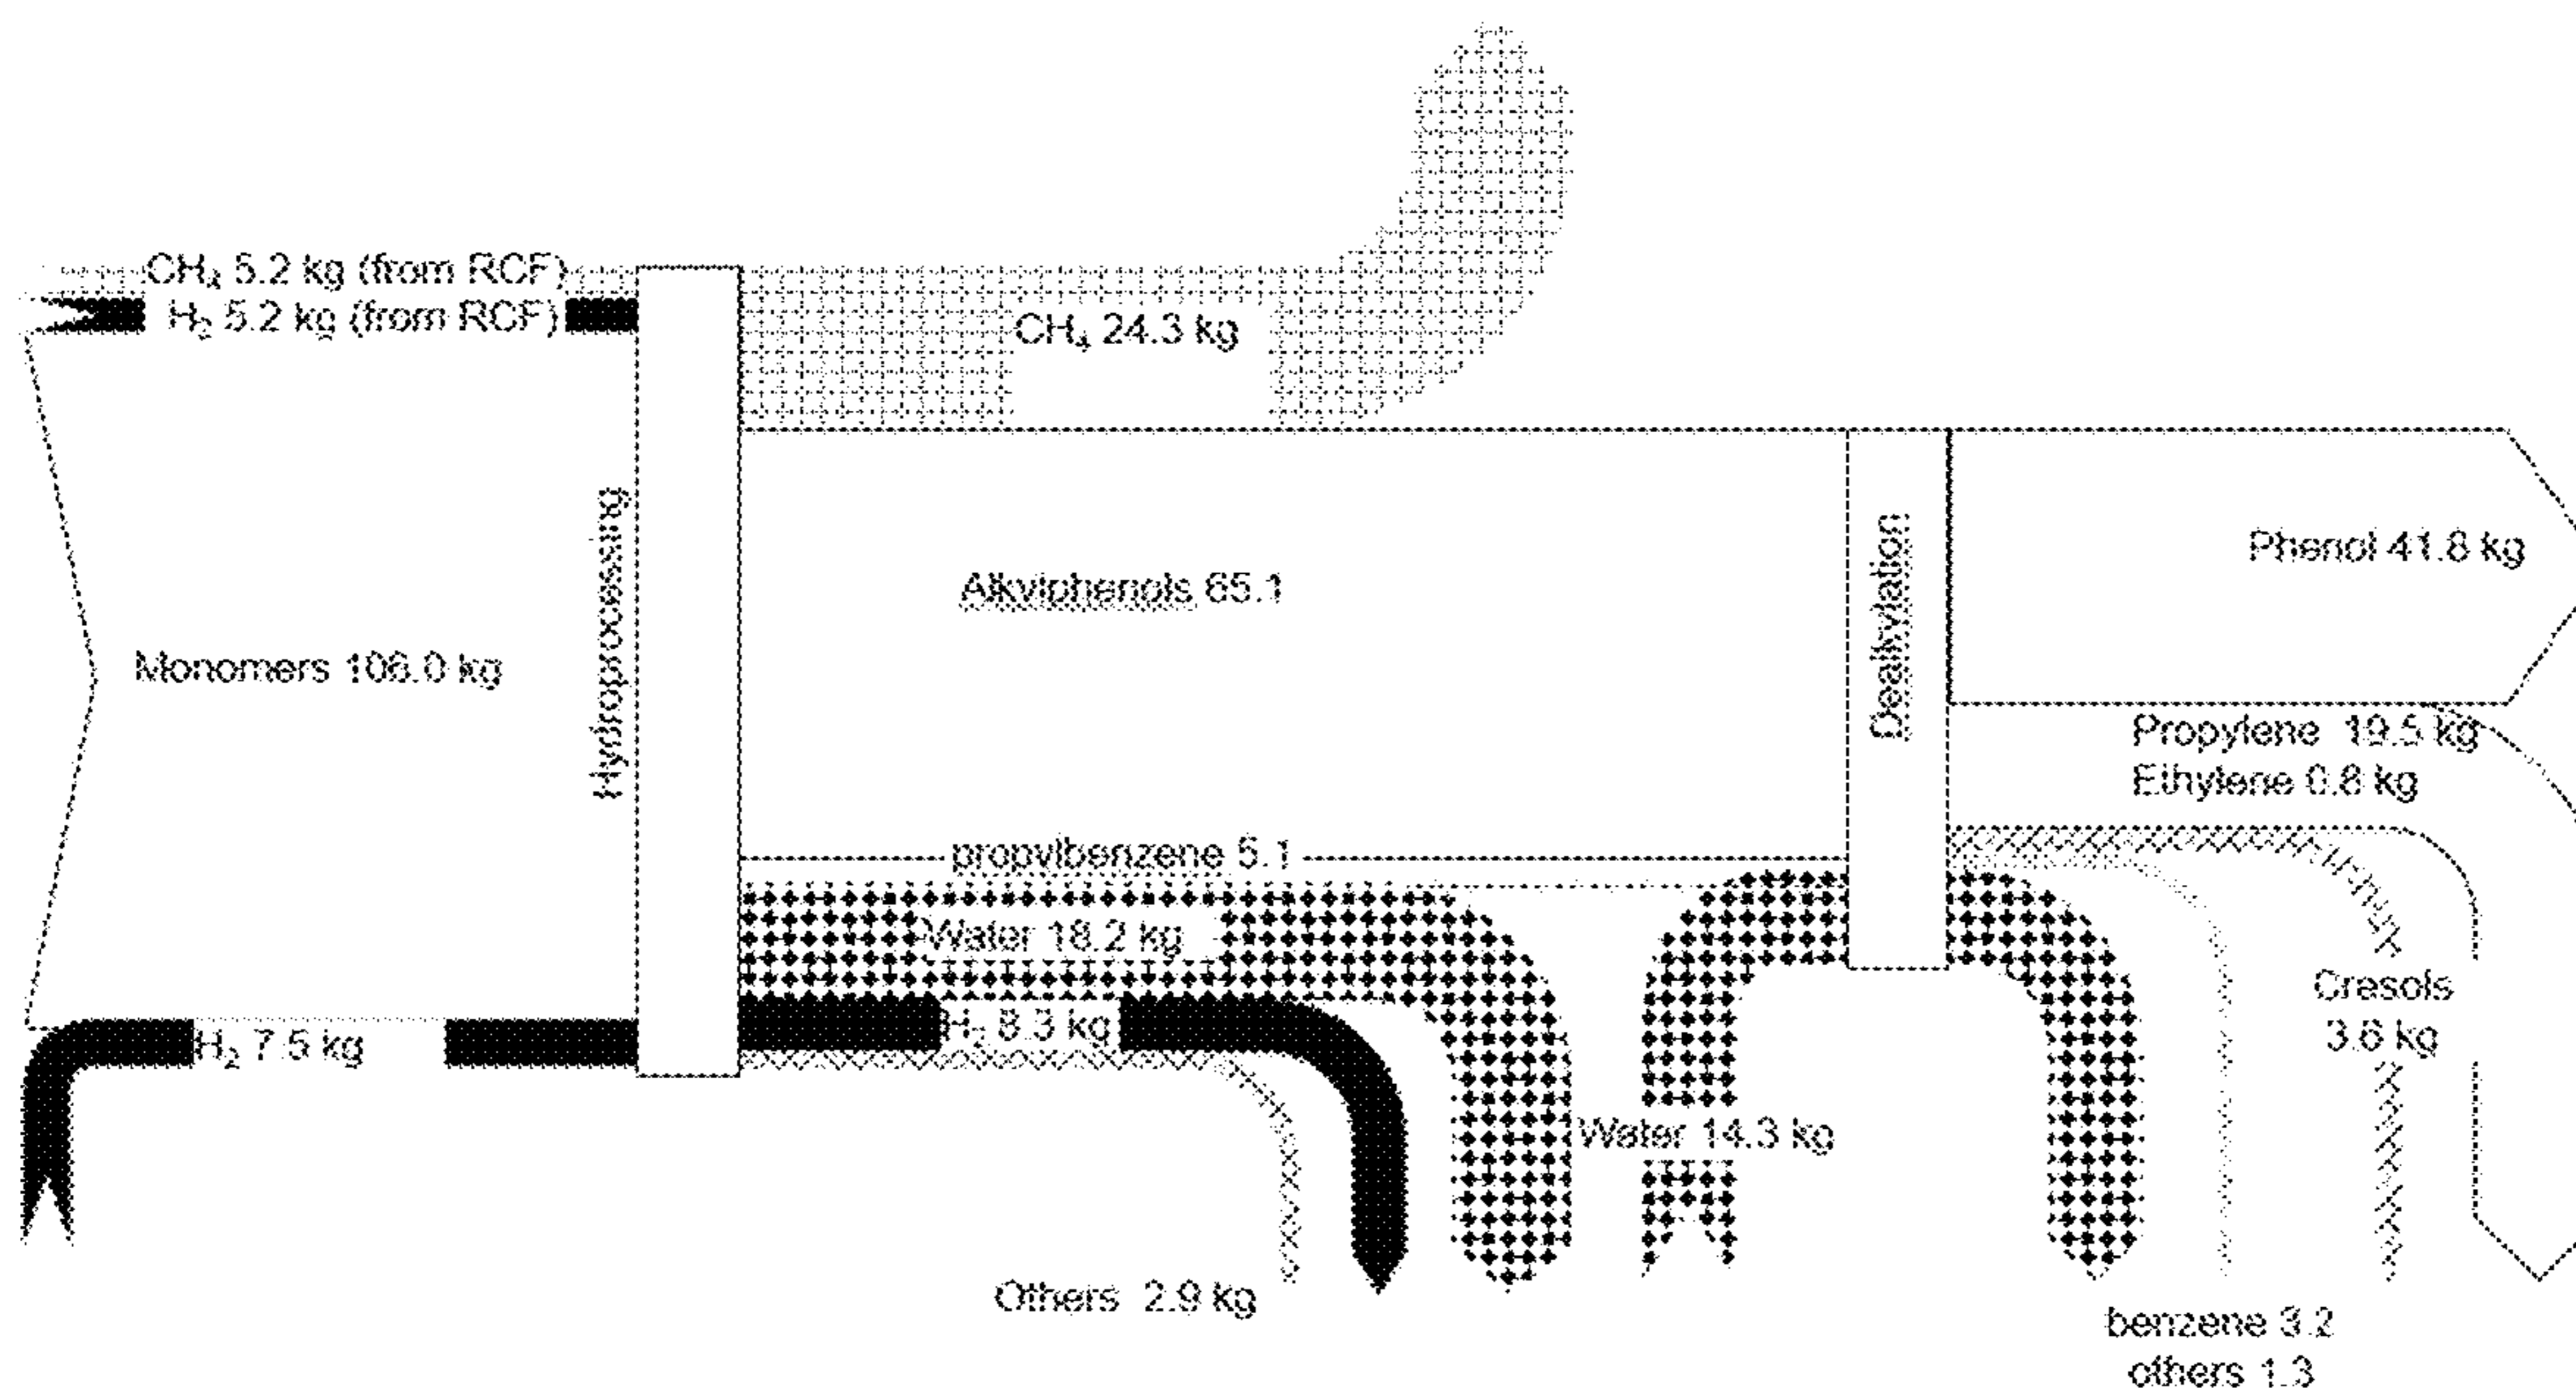 CH₄ 5.2 kg (from RCF)
H₂ 5.2 kg (from RCF)
CH₄ 24.3 kg
Hydroprocessing
Monomers 106.0 kg
Alkylphenols 65.1
Dealkylation
Phenol 41.8 kg
Propylene 19.5 kg
Ethylene 0.8 kg
propylbenzene 5.1
Water 18.2 kg
H₂ 7.5 kg
H₂ 8.3 kg
Cresols
3.6 kg
Water 14.3 kg
Others 2.9 kg
benzene 3.2
others 1.3